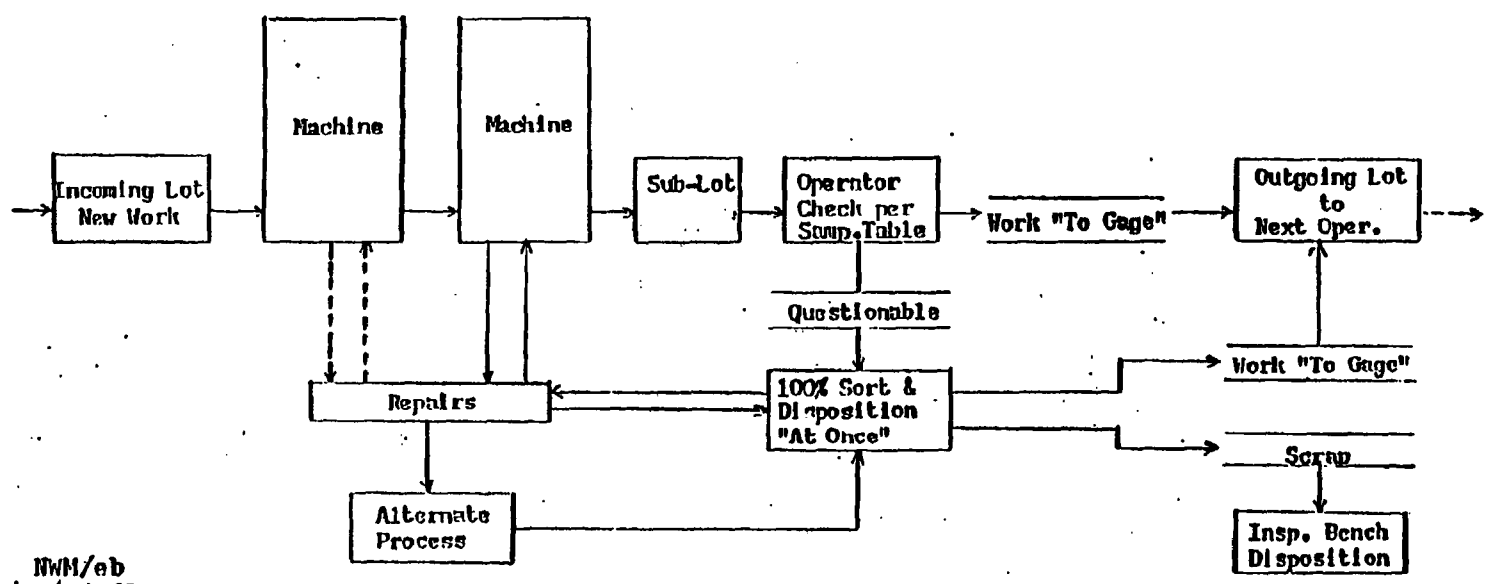 Machine
Machine
Incoming Lot
New Work
Sub-Lot
Operator
Check per
Samp.Table
Work "To Gage"
Outgoing Lot
to
Next Oper.
Questionable
100% Sort &
Disposition
"At Once"
Work "To Gage"
Repairs
Scrap
Alternate
Process
Insp. Bench
Disposition
NWM/eb